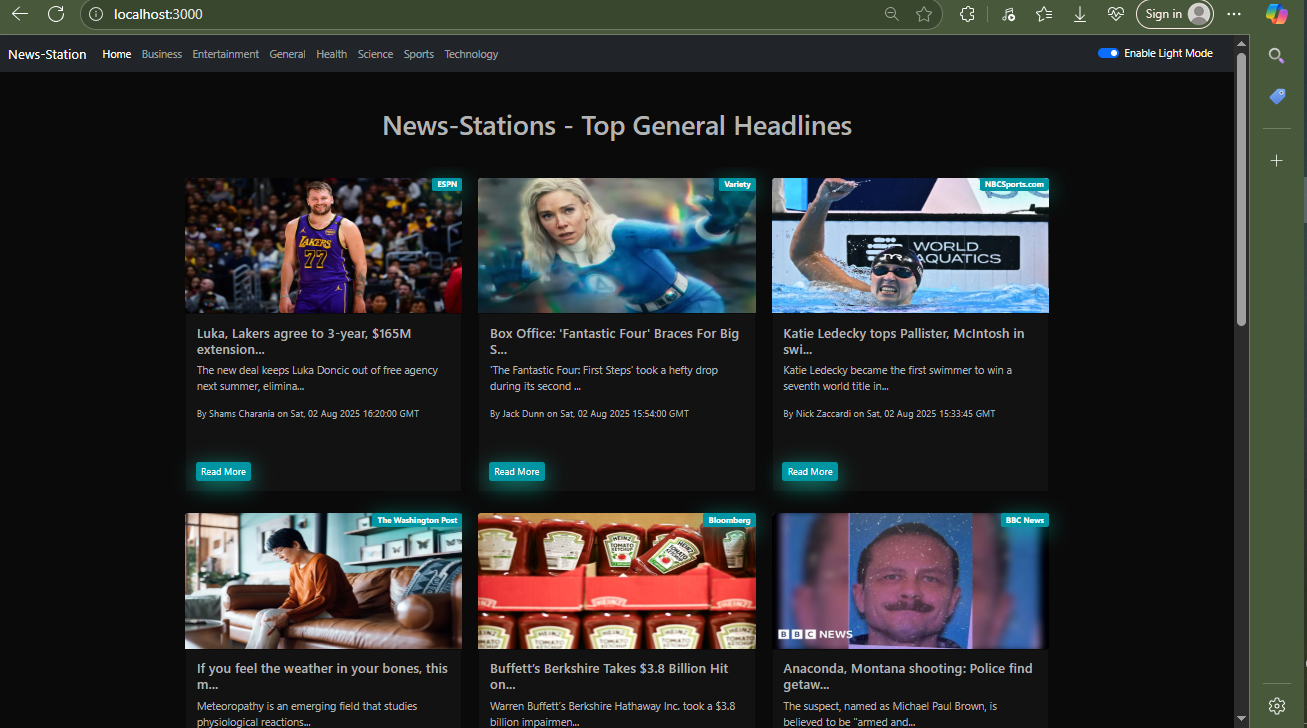 localhost:3000
Sign in
News-Station Home Business Entertainment General Health Science Sports Technology Enable Light Mode
News-Stations - Top General Headlines
ESPN
LAKERS
77
Luka, Lakers agree to 3-year, $165M
extension...
The new deal keeps Luka Doncic out of free agency
next summer, elimina...
By Shams Charania on Sat, 02 Aug 2025 16:20:00 GMT
Read More
Variety
Box Office: 'Fantastic Four' Braces For Big
S...
'The Fantastic Four: First Steps' took a hefty drop
during its second ...
By Jack Dunn on Sat, 02 Aug 2025 15:54:00 GMT
Read More
NBCSports.com
WORLD
AQUATICS
Katie Ledecky tops Pallister, McIntosh in
swi...
Katie Ledecky became the first swimmer to win a
seventh world title in...
By Nick Zaccardi on Sat, 02 Aug 2025 15:33:45 GMT
Read More
The Washington Post
If you feel the weather in your bones, this
m...
Meteoropathy is an emerging field that studies
physiological reactions...
Bloomberg
HEINZ
TOMATO
KETCHUP
HEINZ
HEINZ
HEINZ
HEINZ
HEINZ
Buffett’s Berkshire Takes $3.8 Billion Hit
on...
Warren Buffett’s Berkshire Hathaway Inc. took a $3.8
billion impairmen...
BBC News
BBC NEWS
Anaconda, Montana shooting: Police find
getaw...
The suspect, named as Michael Paul Brown, is
believed to be "armed and...